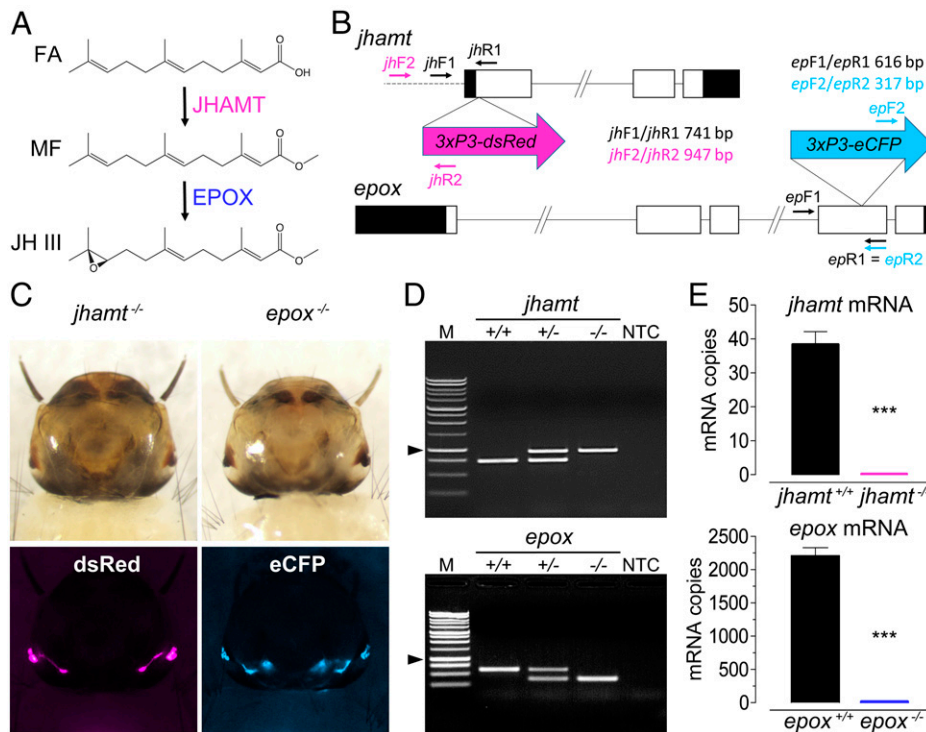 A
FA
O
OH
JHAMT
MF
O
O
EPOX
JH III
O
O
O
B
jhamt
jhF2
jhF1
jhR1
3xP3-dsRed
jhR2
jhF1/jhR1 741 bp
jhF2/jhR2 947 bp
epF1/epR1 616 bp
epF2/epR2 317 bp
epF2
3xP3-eCFP
epox
epF1
epR1 = epR2
C
jhamt -/-
epox -/-
dsRed
eCFP
D
jhamt
M +/+ +/- -/- NTC
epox
M +/+ +/- -/- NTC
E
jhamt mRNA
mRNA copies
50
40
30
20
10
0
***
jhamt +/+ jhamt -/-
epox mRNA
mRNA copies
2500
2000
1500
1000
500
0
***
epox +/+ epox -/-